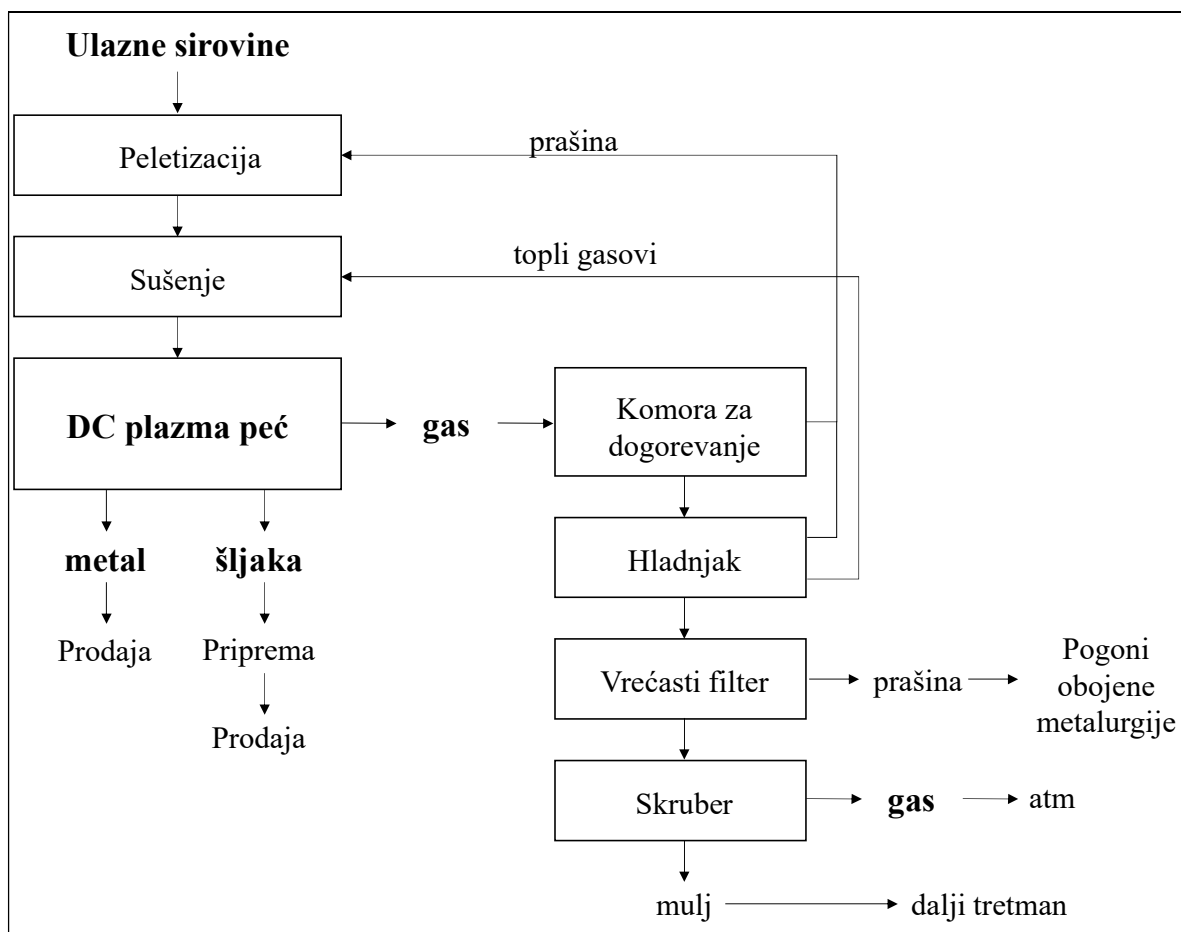 Ulazne sirovine
Peletizacija
prašina
Sušenje
topli gasovi
DC plazma peć
gas
Komora za
dogorevanje
metal
šljaka
Hladnjak
Prodaja
Priprema
Prodaja
Vrećasti filter
prašina
Pogoni
obojene
metalurgije
Skruber
gas
atm
mulj
dalji tretman